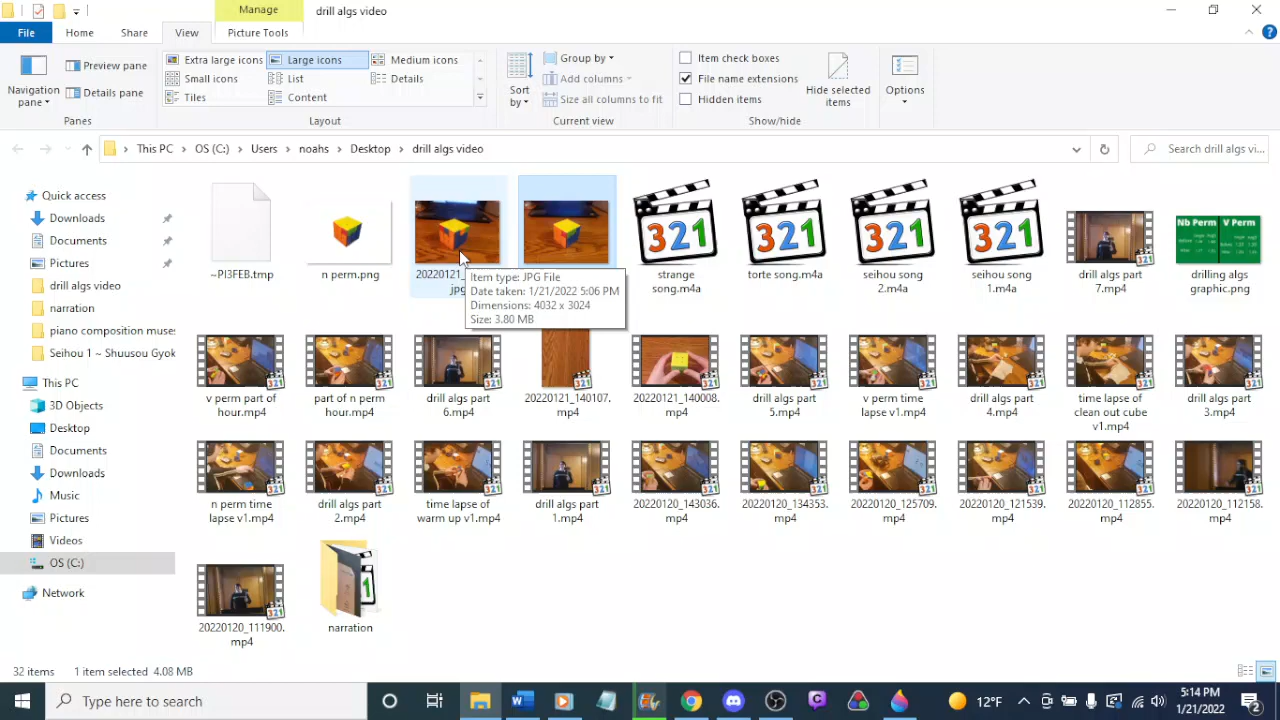 Manage
drill algs video
File
Home
Share
View
Picture Tools
Navigation
pane
Preview pane
Details pane
Panes
Extra large icons
Large icons
Medium icons
Small icons
List
Details
Tiles
Content
Layout
Sort
by
Group by
Add columns
Size all columns to fit
Current view
Item check boxes
File name extensions
Hidden items
Hide selected
items
Show/hide
Options
This PC
OS (C:)
Users
noahs
Desktop
drill algs video
Search drill algs vi...
Quick access
Downloads
Documents
Pictures
drill algs video
narration
piano composition muse:
Seihou 1 ~ Shuusou Gyok
This PC
3D Objects
Desktop
Documents
Downloads
Music
Pictures
Videos
OS (C:)
Network
~PI3FEB.tmp
n perm.png
20220121_
jpg
Item type: JPG File
Date taken: 1/21/2022 5:06 PM
Dimensions: 4032 x 3024
Size: 3.80 MB
321
strange
song.m4a
321
torte song.m4a
321
seihou song
2.m4a
321
seihou song
1.m4a
321
drill algs part
7.mp4
Nb Perm
V Perm
drilling algs
graphic.png
v perm part of
hour.mp4
part of n perm
hour.mp4
drill algs part
6.mp4
20220121_140107.
mp4
20220121_140008.
mp4
drill algs part
5.mp4
v perm time
lapse v1.mp4
drill algs part
4.mp4
time lapse of
clean out cube
v1.mp4
drill algs part
3.mp4
n perm time
lapse v1.mp4
drill algs part
2.mp4
time lapse of
warm up v1.mp4
drill algs part
1.mp4
20220120_143036.
mp4
20220120_134353.
mp4
20220120_125709.
mp4
20220120_121539.
mp4
20220120_112855.
mp4
20220120_112158.
mp4
20220120_111900.
mp4
narration
32 items
1 item selected
4.08 MB
Type here to search
12°F
5:14 PM
1/21/2022
2